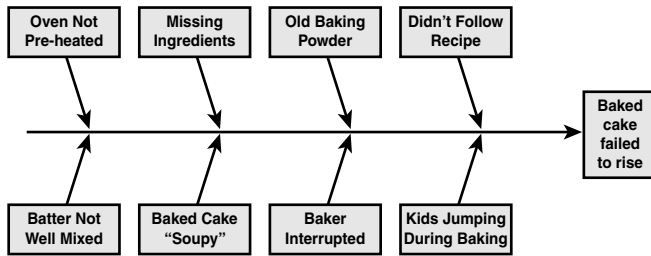 Oven Not
Pre-heated
Missing
Ingredients
Old Baking
Powder
Didn’t Follow
Recipe
Baked
cake
failed
to rise
Batter Not
Well Mixed
Baked Cake
“Soupy”
Baker
Interrupted
Kids Jumping
During Baking